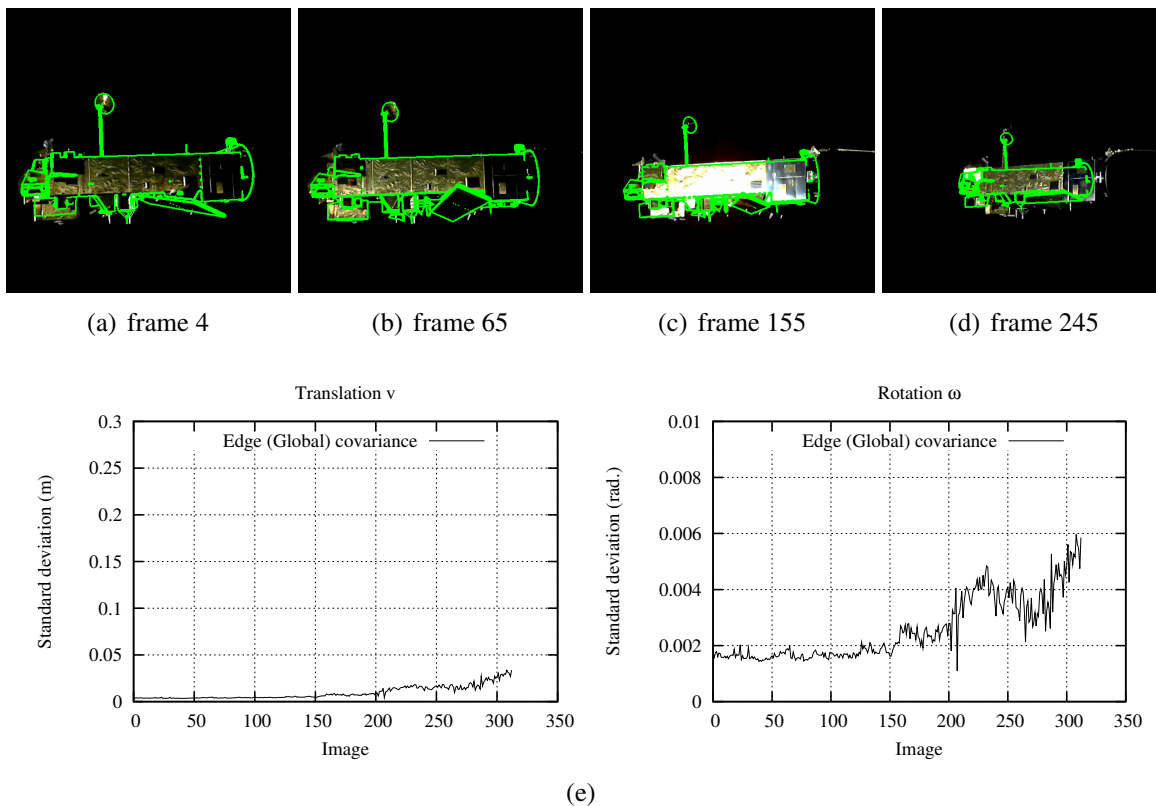 (a) frame 4
(b) frame 65
(c) frame 155
(d) frame 245
Translation v
Edge (Global) covariance
Standard deviation (m)
0.3
0.25
0.2
0.15
0.1
0.05
0
0 50 100 150 200 250 300 350
Image
Rotation ω
Edge (Global) covariance
Standard deviation (rad.)
0.01
0.008
0.006
0.004
0.002
0
0 50 100 150 200 250 300 350
Image
(e)